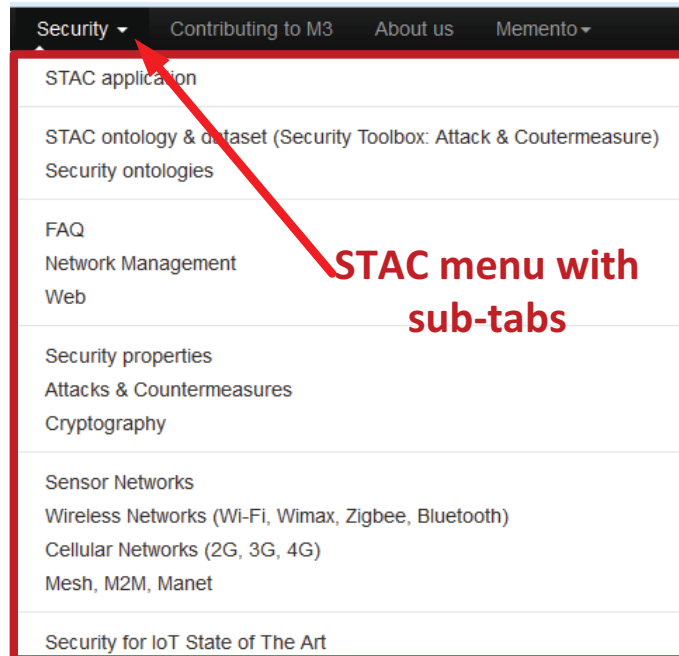 Security Contributing to M3 About us Memento
STAC application
STAC ontology & dataset (Security Toolbox: Attack & Coutermeasure)
Security ontologies
FAQ
Network Management
Web
STAC menu with
sub-tabs
Security properties
Attacks & Countermeasures
Cryptography
Sensor Networks
Wireless Networks (Wi-Fi, Wimax, Zigbee, Bluetooth)
Cellular Networks (2G, 3G, 4G)
Mesh, M2M, Manet
Security for IoT State of The Art